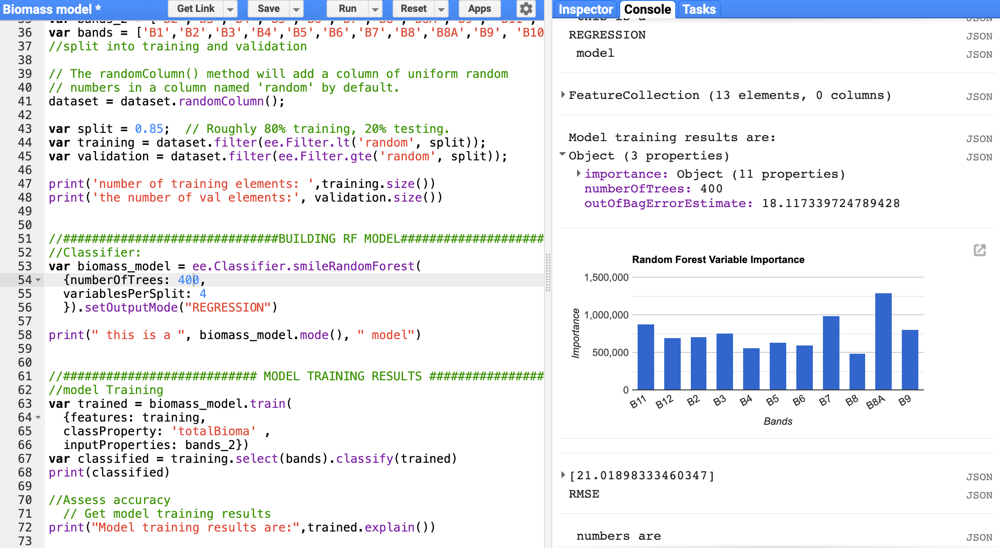 Biomass model *
Get Link
Save
Run
Reset
Apps
36 var bands = ['B1','B2','B3','B4','B5','B6','B7','B8','B8A','B9', 'B10
37 //split into training and validation
38
39 // The randomColumn() method will add a column of uniform random
40 // numbers in a column named 'random' by default.
41 dataset = dataset.randomColumn();
42
43 var split = 0.85;  // Roughly 80% training, 20% testing.
44 var training = dataset.filter(ee.Filter.lt('random', split));
45 var validation = dataset.filter(ee.Filter.gte('random', split));
46
47 print('number of training elements: ',training.size())
48 print('the number of val elements:', validation.size())
49
50
51 //##############################BUILDING RF MODEL####################
52 //Classifier:
53 var biomass_model = ee.Classifier.smileRandomForest(
54   {numberOfTrees: 400,
55   variablesPerSplit: 4
56   }).setOutputMode("REGRESSION")
57
58 print(" this is a ", biomass_model.mode(), " model")
59
60
61 //########################### MODEL TRAINING RESULTS ################
62 //model Training
63 var trained = biomass_model.train(
64   {features: training,
65   classProperty: 'totalBioma' ,
66   inputProperties: bands_2})
67 var classified = training.select(bands).classify(trained)
68 print(classified)
69
70 //Assess accuracy
71   // Get model training results
72 print("Model training results are:",trained.explain())
73
Inspector
Console
Tasks
this is a JSON
REGRESSION JSON
model JSON
FeatureCollection (13 elements, 0 columns) JSON
Model training results are: JSON
Object (3 properties) JSON
importance: Object (11 properties)
numberOfTrees: 400
outOfBagErrorEstimate: 18.117339724789428
Random Forest Variable Importance
1,500,000
1,000,000
500,000
0
Importance
B11 B12 B2 B3 B4 B5 B6 B7 B8 B8A B9
Bands
[21.01898333460347] JSON
RMSE JSON
numbers are JSON